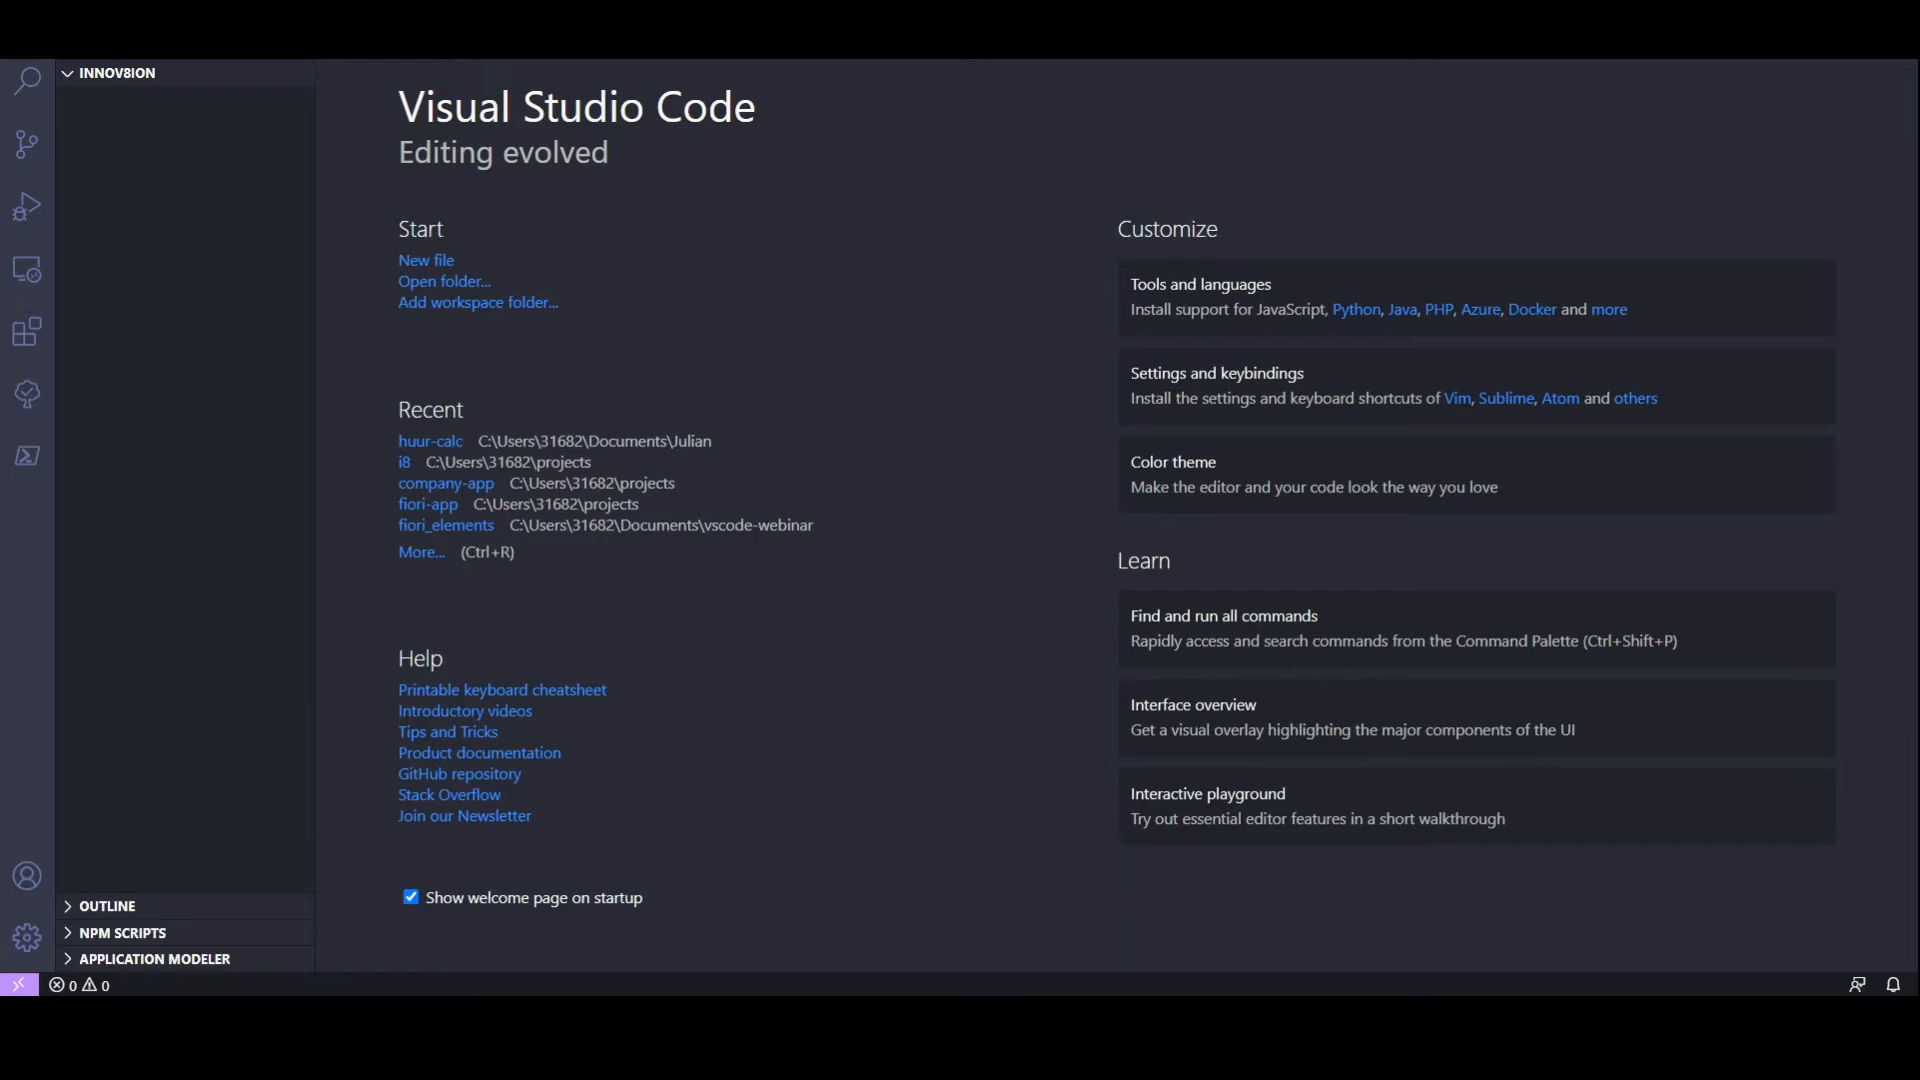 INNOV8ION
Visual Studio Code
Editing evolved
Start
New file
Open folder...
Add workspace folder...
Recent
huur-calc C:\Users\31682\Documents\Julian
i8 C:\Users\31682\projects
company-app C:\Users\31682\projects
fiori-app C:\Users\31682\projects
fiori_elements C:\Users\31682\Documents\vscode-webinar
More... (Ctrl+R)
Help
Printable keyboard cheatsheet
Introductory videos
Tips and Tricks
Product documentation
GitHub repository
Stack Overflow
Join our Newsletter
Show welcome page on startup
Customize
Tools and languages
Install support for JavaScript, Python, Java, PHP, Azure, Docker and more
Settings and keybindings
Install the settings and keyboard shortcuts of Vim, Sublime, Atom and others
Color theme
Make the editor and your code look the way you love
Learn
Find and run all commands
Rapidly access and search commands from the Command Palette (Ctrl+Shift+P)
Interface overview
Get a visual overlay highlighting the major components of the UI
Interactive playground
Try out essential editor features in a short walkthrough
OUTLINE
NPM SCRIPTS
APPLICATION MODELER
0 0